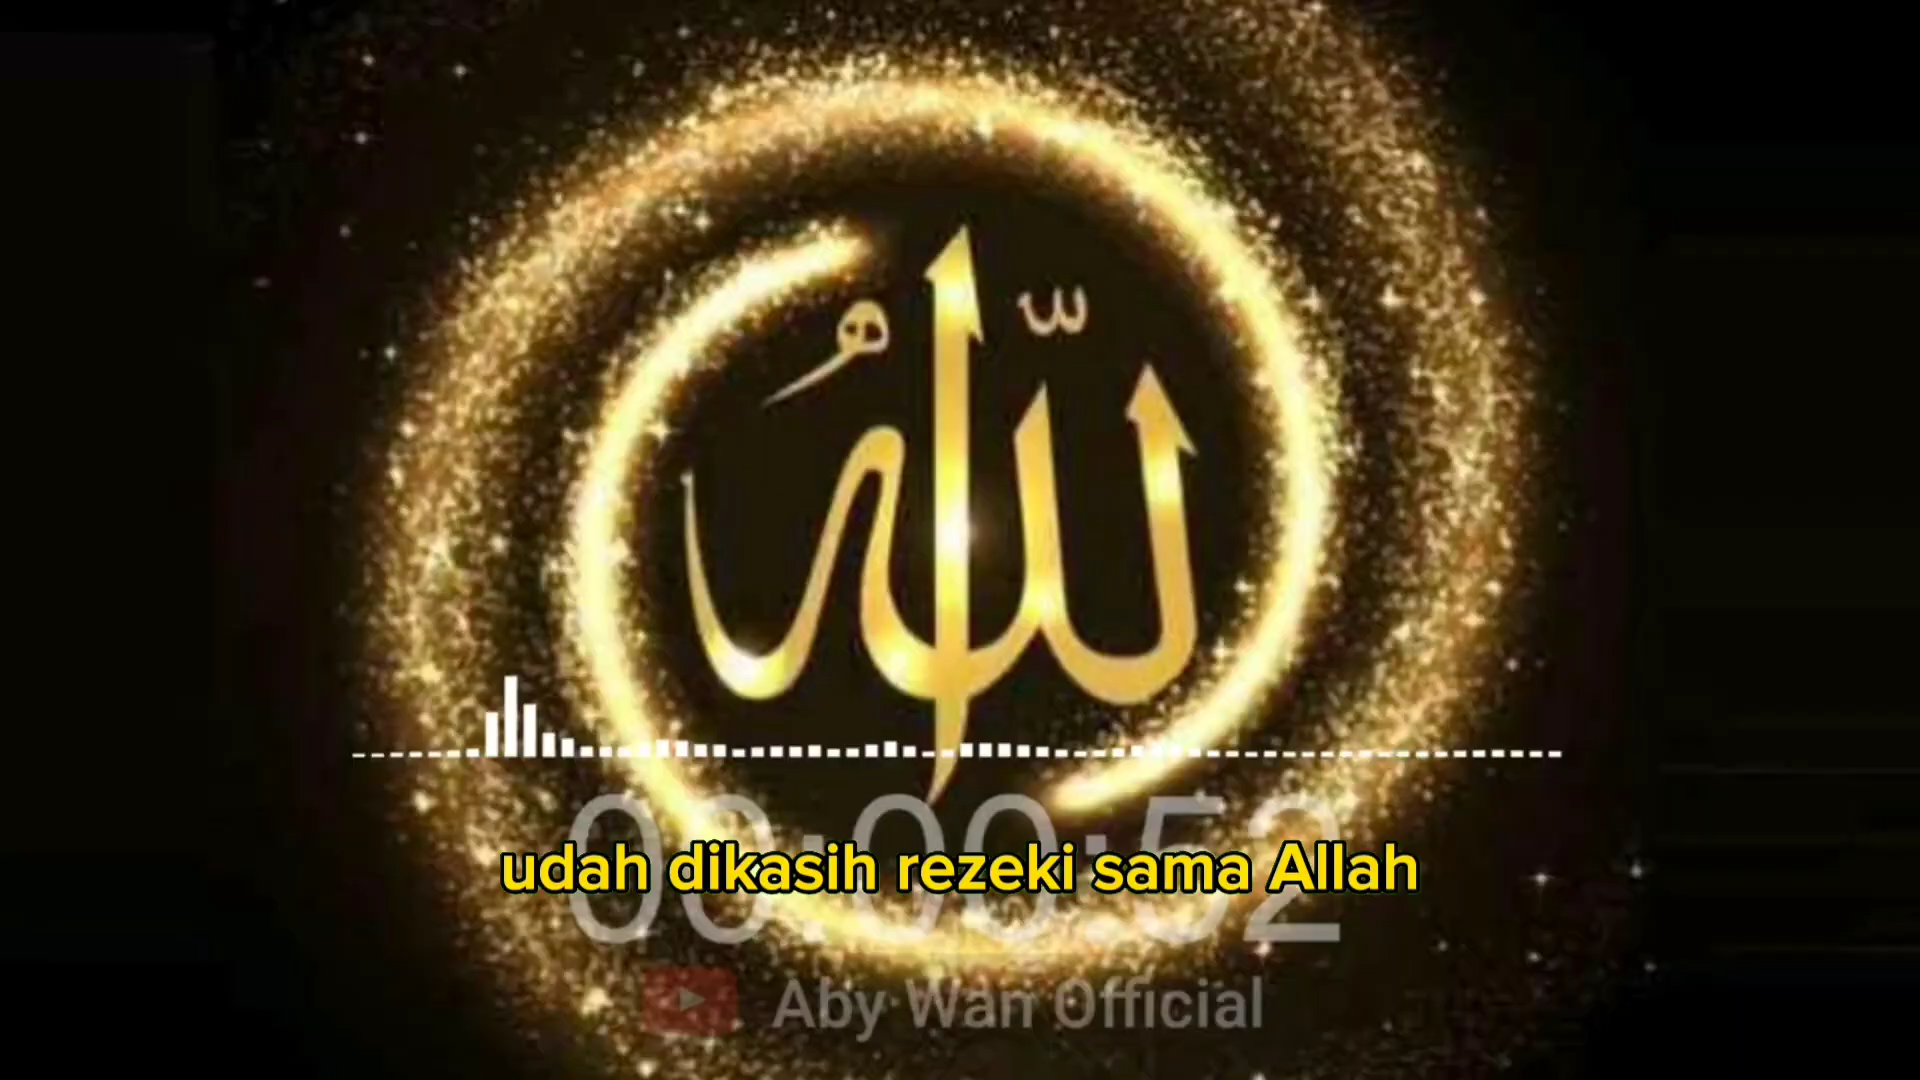 الله
00:00:52
udah dikasih rezeki sama Allah
Aby Wan Official